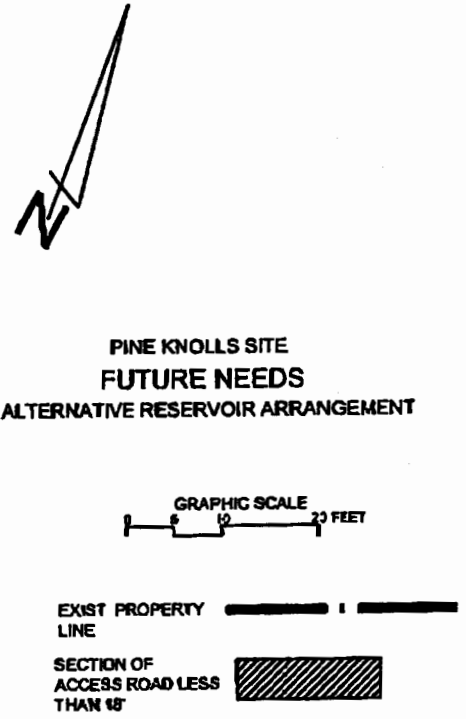 N
PINE KNOLLS SITE
FUTURE NEEDS
ALTERNATIVE RESERVOIR ARRANGEMENT
GRAPHIC SCALE
0 5 10 20 FEET
EXIST PROPERTY
LINE
SECTION OF
ACCESS ROAD LESS
THAN 18'